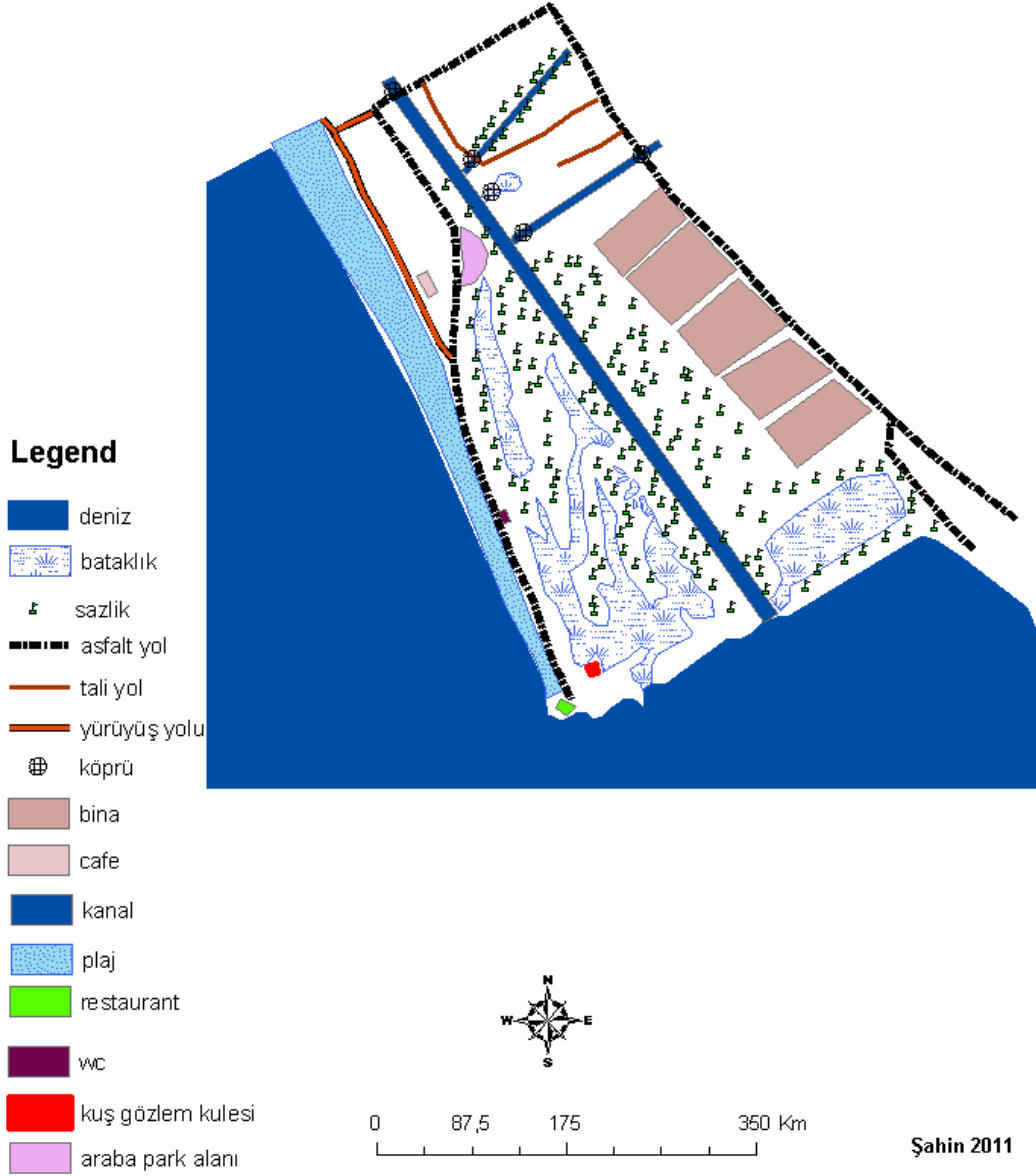 Legend
deniz
bataklık
sazlik
asfalt yol
tali yol
yürüyüş yolu
köprü
bina
cafe
kanal
plaj
restaurant
wc
kuş gözlem kulesi
araba park alanı
N
W E
S
0 87,5 175 350 Km
Şahin 2011